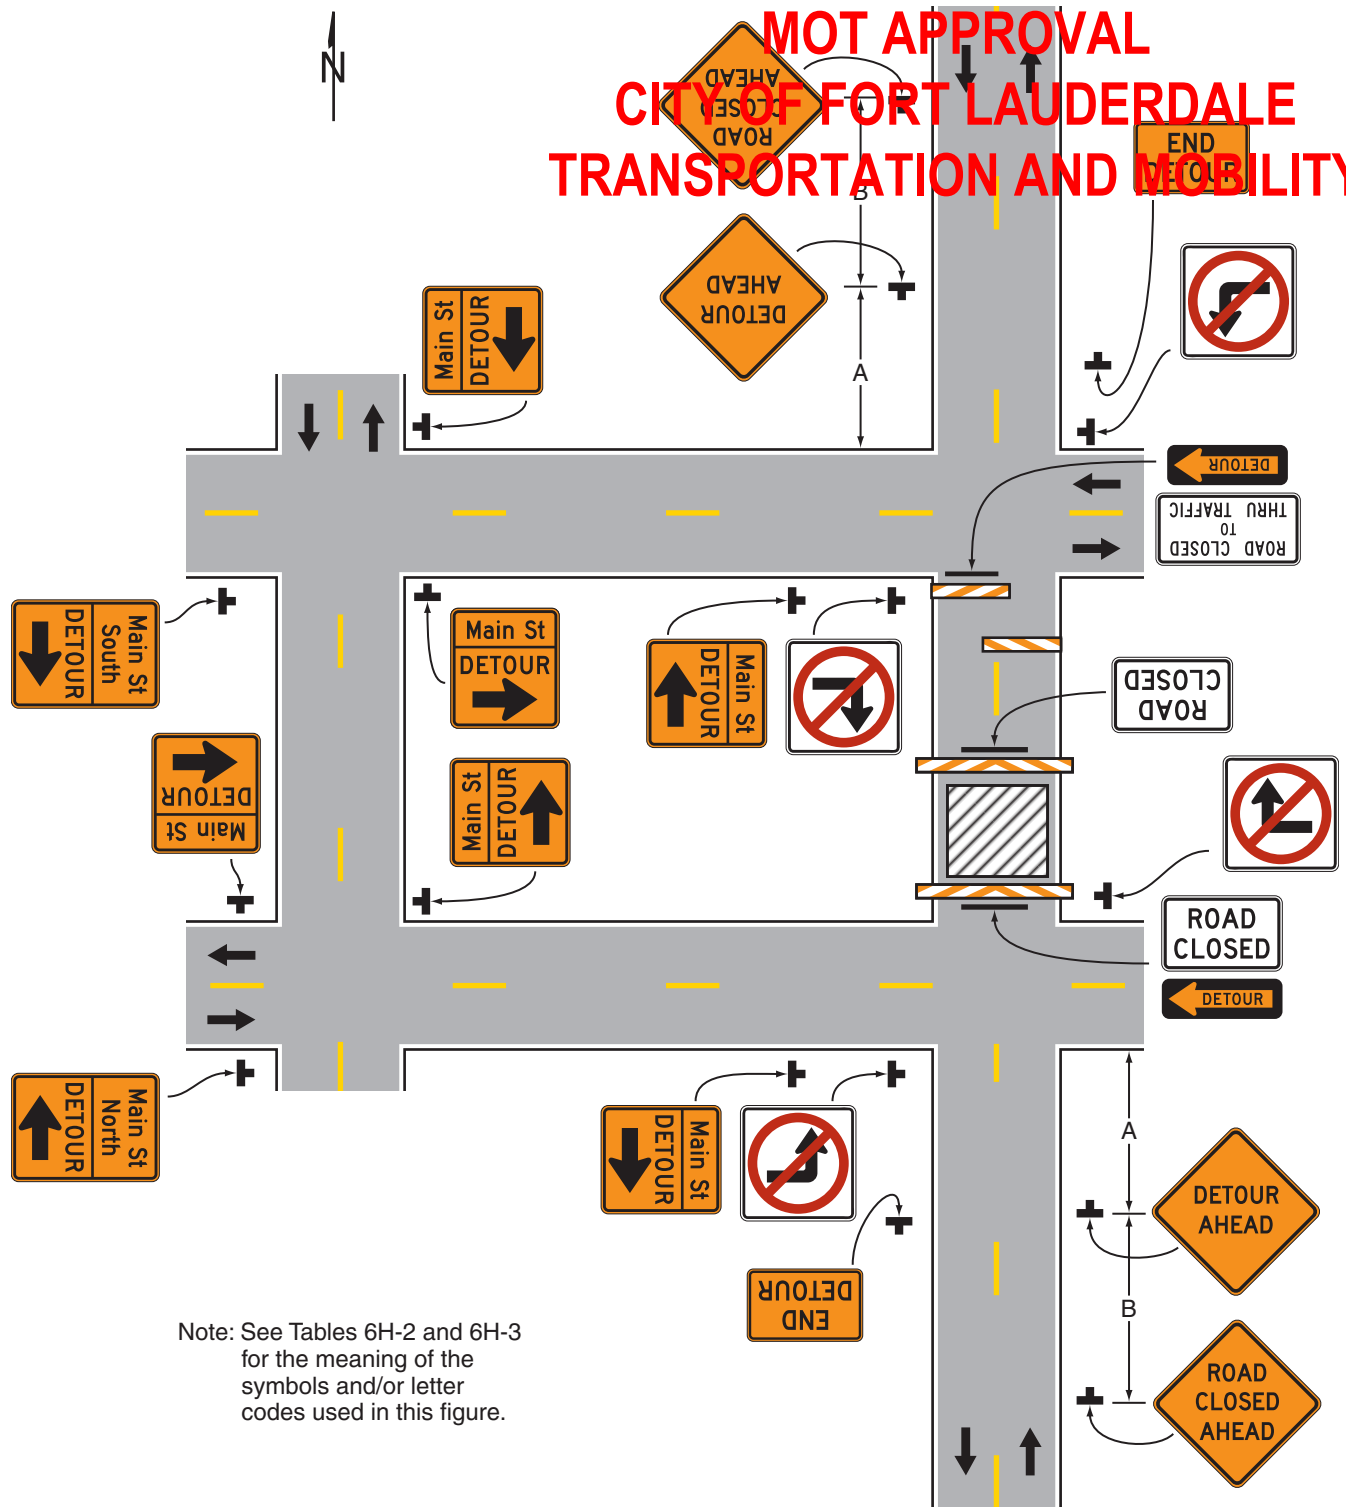 N
MOT APPROVAL
CITY OF FORT LAUDERDALE
TRANSPORTATION AND MOBILITY
ROAD
CLOSED
AHEAD
B
END
DETOUR
DETOUR
AHEAD
A
Main St
DETOUR
DETOUR
ROAD CLOSED
TO
THRU TRAFFIC
Main St
South
DETOUR
Main St
DETOUR
Main St
DETOUR
ROAD
CLOSED
Main St
DETOUR
Main St
DETOUR
ROAD
CLOSED
DETOUR
Main St
North
DETOUR
Main St
DETOUR
A
DETOUR
AHEAD
END
DETOUR
B
ROAD
CLOSED
AHEAD
Note: See Tables 6H-2 and 6H-3
for the meaning of the
symbols and/or letter
codes used in this figure.